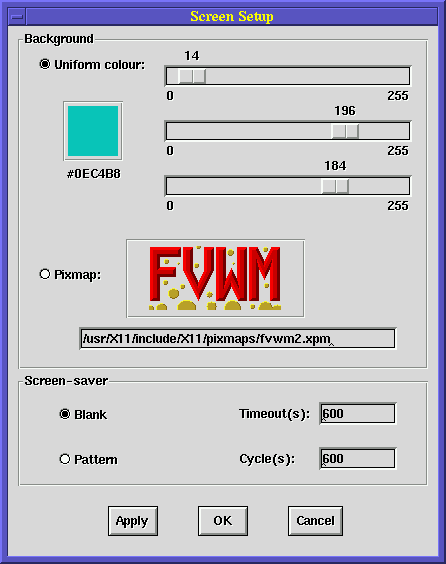 Screen Setup
Background
Uniform colour:
14
0 255
196
0 255
184
0 255
#0EC4B8
Pixmap:
FVWM
/usr/X11/include/X11/pixmaps/fvwm2.xpm
Screen-saver
Blank Timeout(s): 600
Pattern Cycle(s): 600
Apply OK Cancel